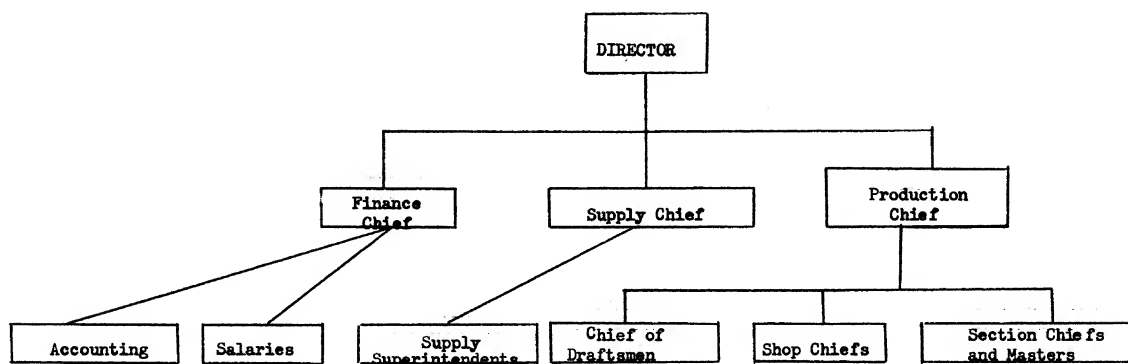 DIRECTOR
Finance
Chief
Supply Chief
Production
Chief
Accounting
Salaries
Supply
Superintendents
Chief of
Draftsmen
Shop Chiefs
Section Chiefs
and Masters